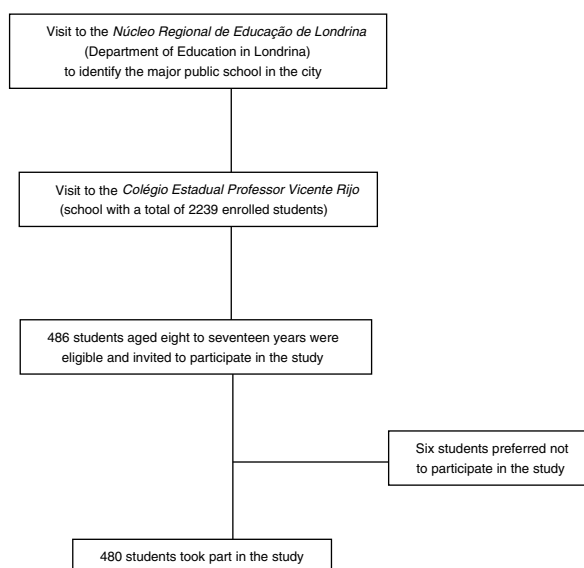 Visit to the Núcleo Regional de Educação de Londrina
(Department of Education in Londrina)
to identify the major public school in the city
Visit to the Colégio Estadual Professor Vicente Rijo
(school with a total of 2239 enrolled students)
486 students aged eight to seventeen years were
eligible and invited to participate in the study
Six students preferred not
to participate in the study
480 students took part in the study